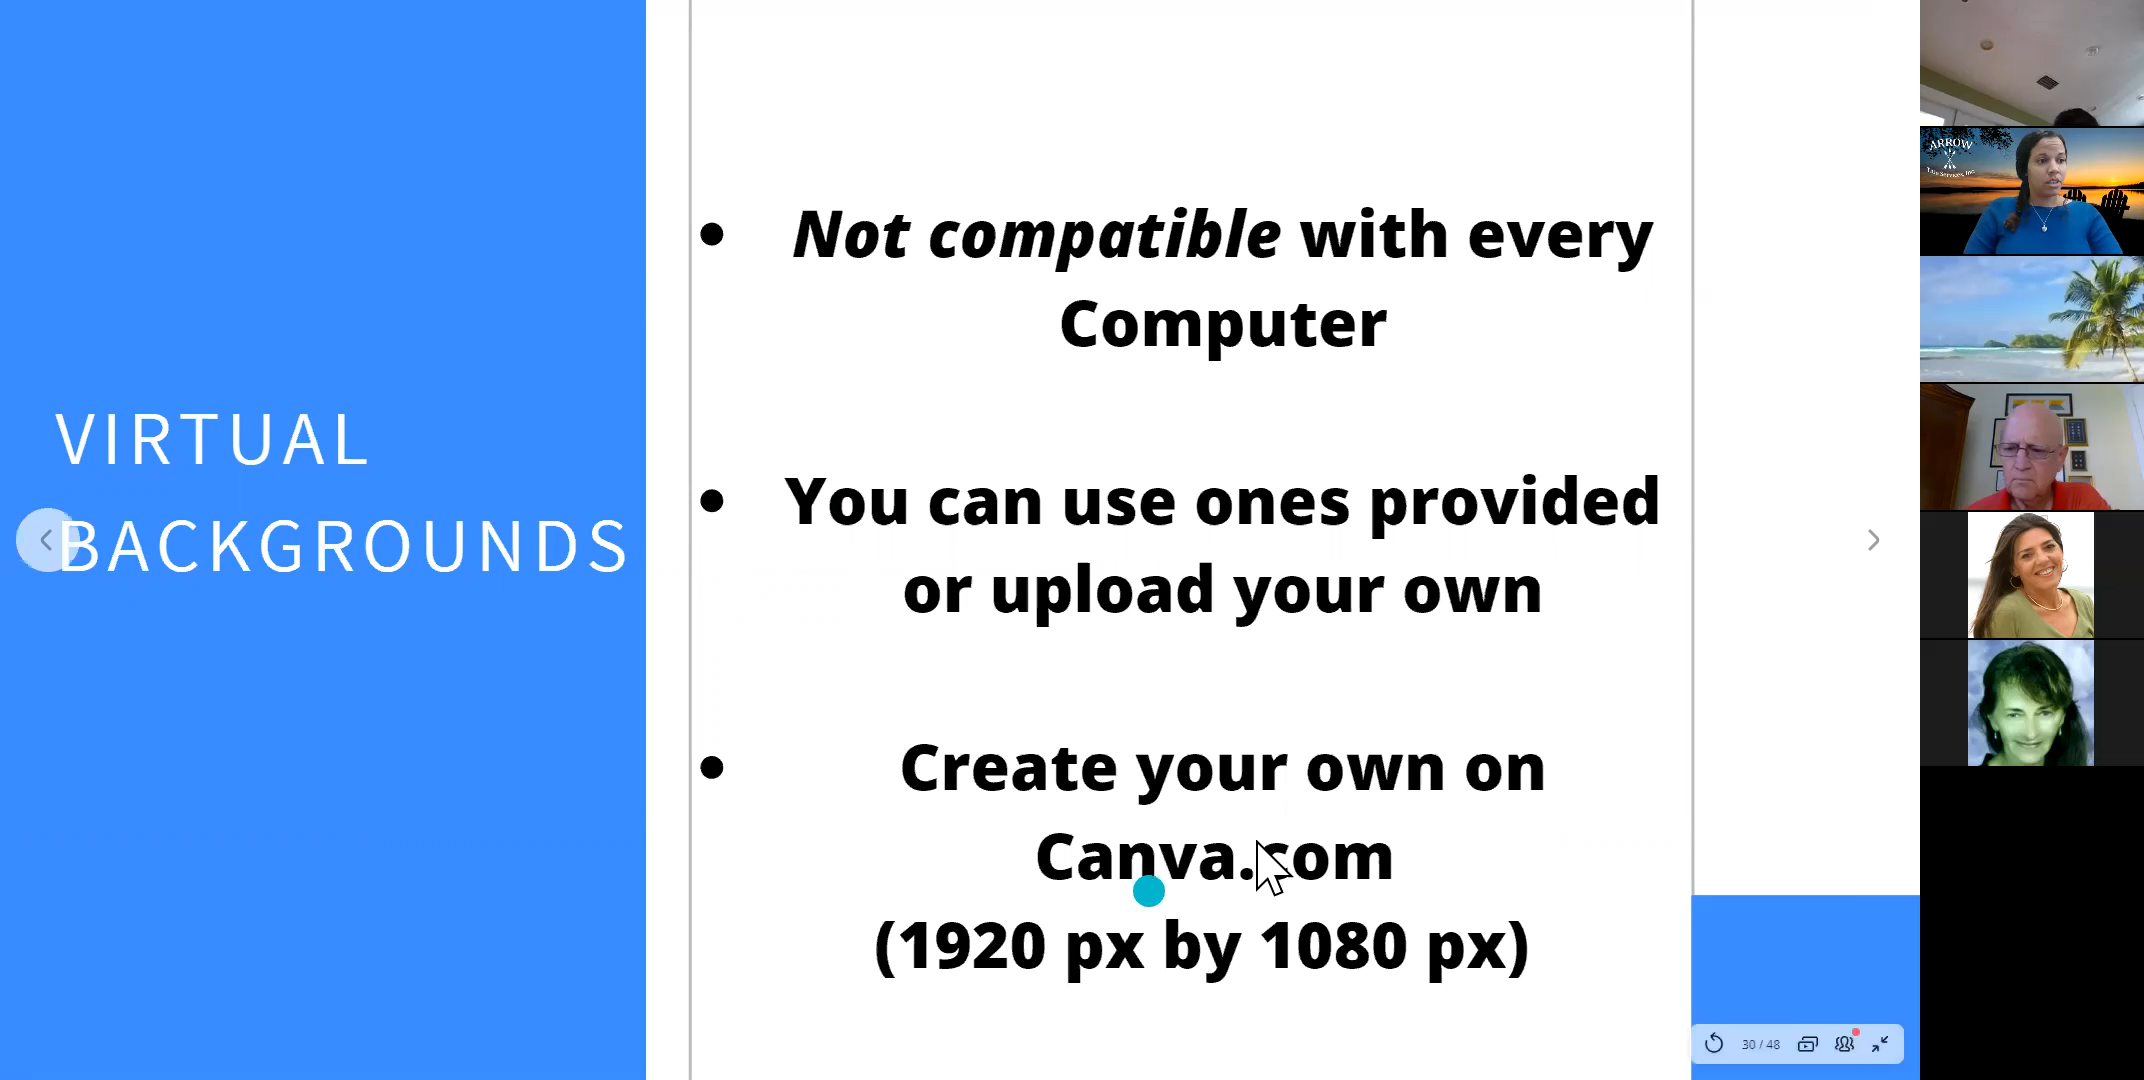 VIRTUAL
BACKGROUNDS
Not compatible with every
Computer
You can use ones provided
or upload your own
Create your own on
Canva.com
(1920 px by 1080 px)
30 / 48
ARROW